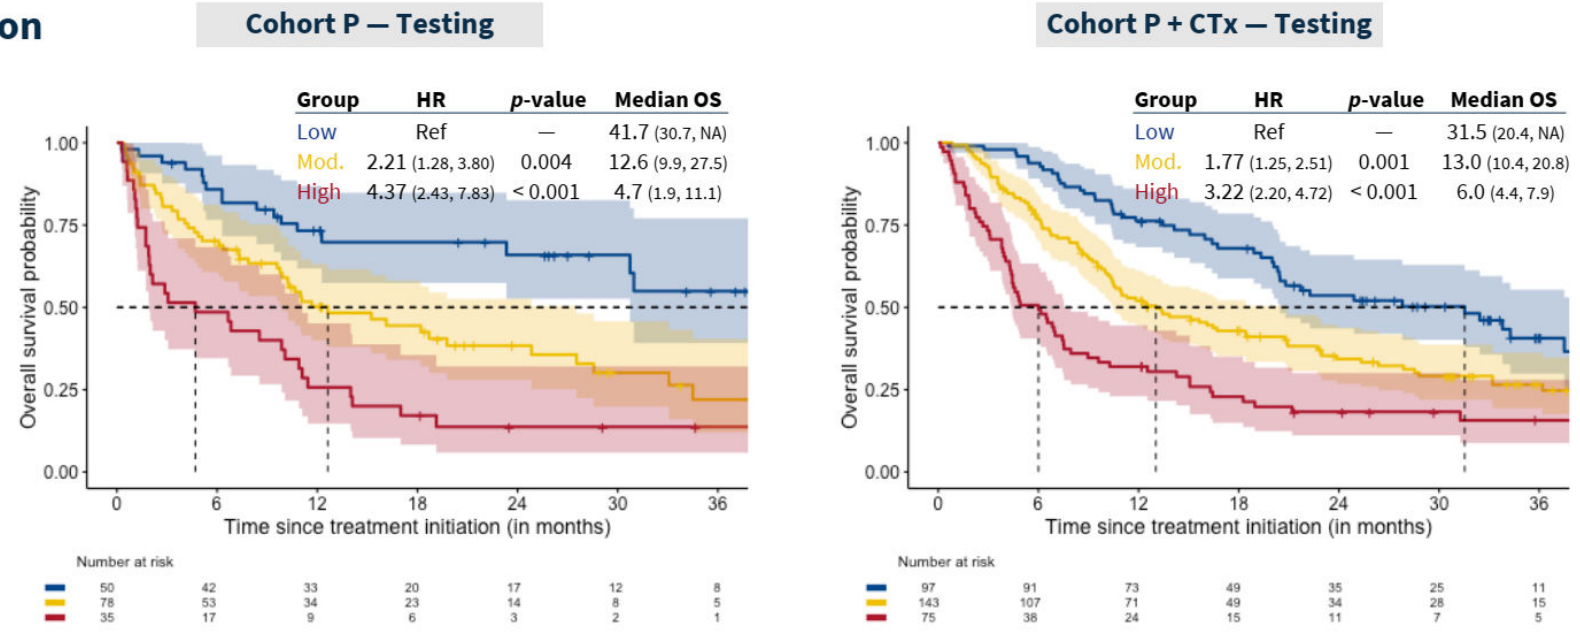 on
Cohort P — Testing
Group HR p-value Median OS
Low Ref — 41.7 (30.7, NA)
Mod. 2.21 (1.28, 3.80) 0.004 12.6 (9.9, 27.5)
High 4.37 (2.43, 7.83) < 0.001 4.7 (1.9, 11.1)
Overall survival probability
1.00
0.75
0.50
0.25
0.00
0 6 12 18 24 30 36
Time since treatment initiation (in months)
Number at risk
50 42 33 20 17 12 8
78 53 34 23 14 8 5
35 17 9 6 3 2 1
Cohort P + CTx — Testing
Group HR p-value Median OS
Low Ref — 31.5 (20.4, NA)
Mod. 1.77 (1.25, 2.51) 0.001 13.0 (10.4, 20.8)
High 3.22 (2.20, 4.72) < 0.001 6.0 (4.4, 7.9)
Overall survival probability
1.00
0.75
0.50
0.25
0.00
0 6 12 18 24 30 36
Time since treatment initiation (in months)
Number at risk
97 91 73 49 35 25 11
143 107 71 49 34 28 15
75 38 24 15 11 7 5